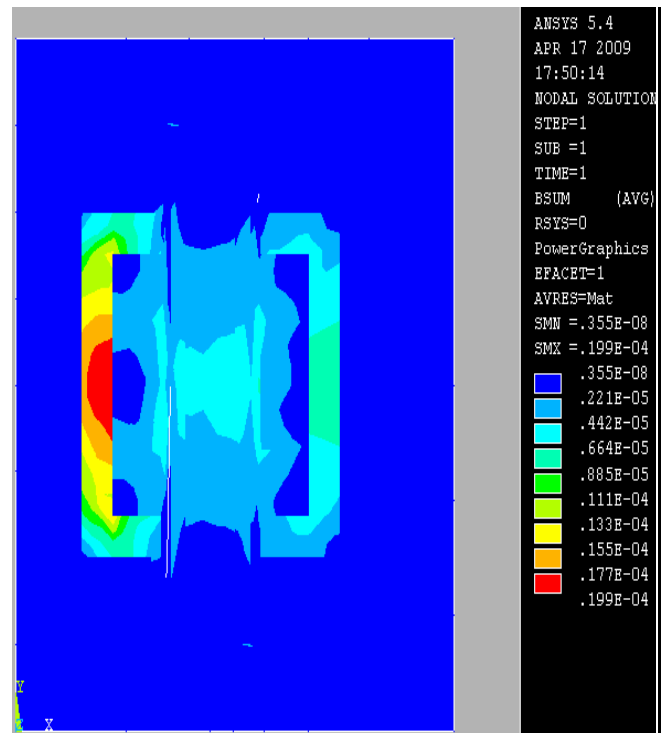 ANSYS 5.4
APR 17 2009
17:50:14
NODAL SOLUTION
STEP=1
SUB =1
TIME=1
BSUM (AVG)
RSYS=0
PowerGraphics
EFACET=1
AVRES=Mat
SMN =.355E-08
SMX =.199E-04
.355E-08
.221E-05
.442E-05
.664E-05
.885E-05
.111E-04
.133E-04
.155E-04
.177E-04
.199E-04
Y
X